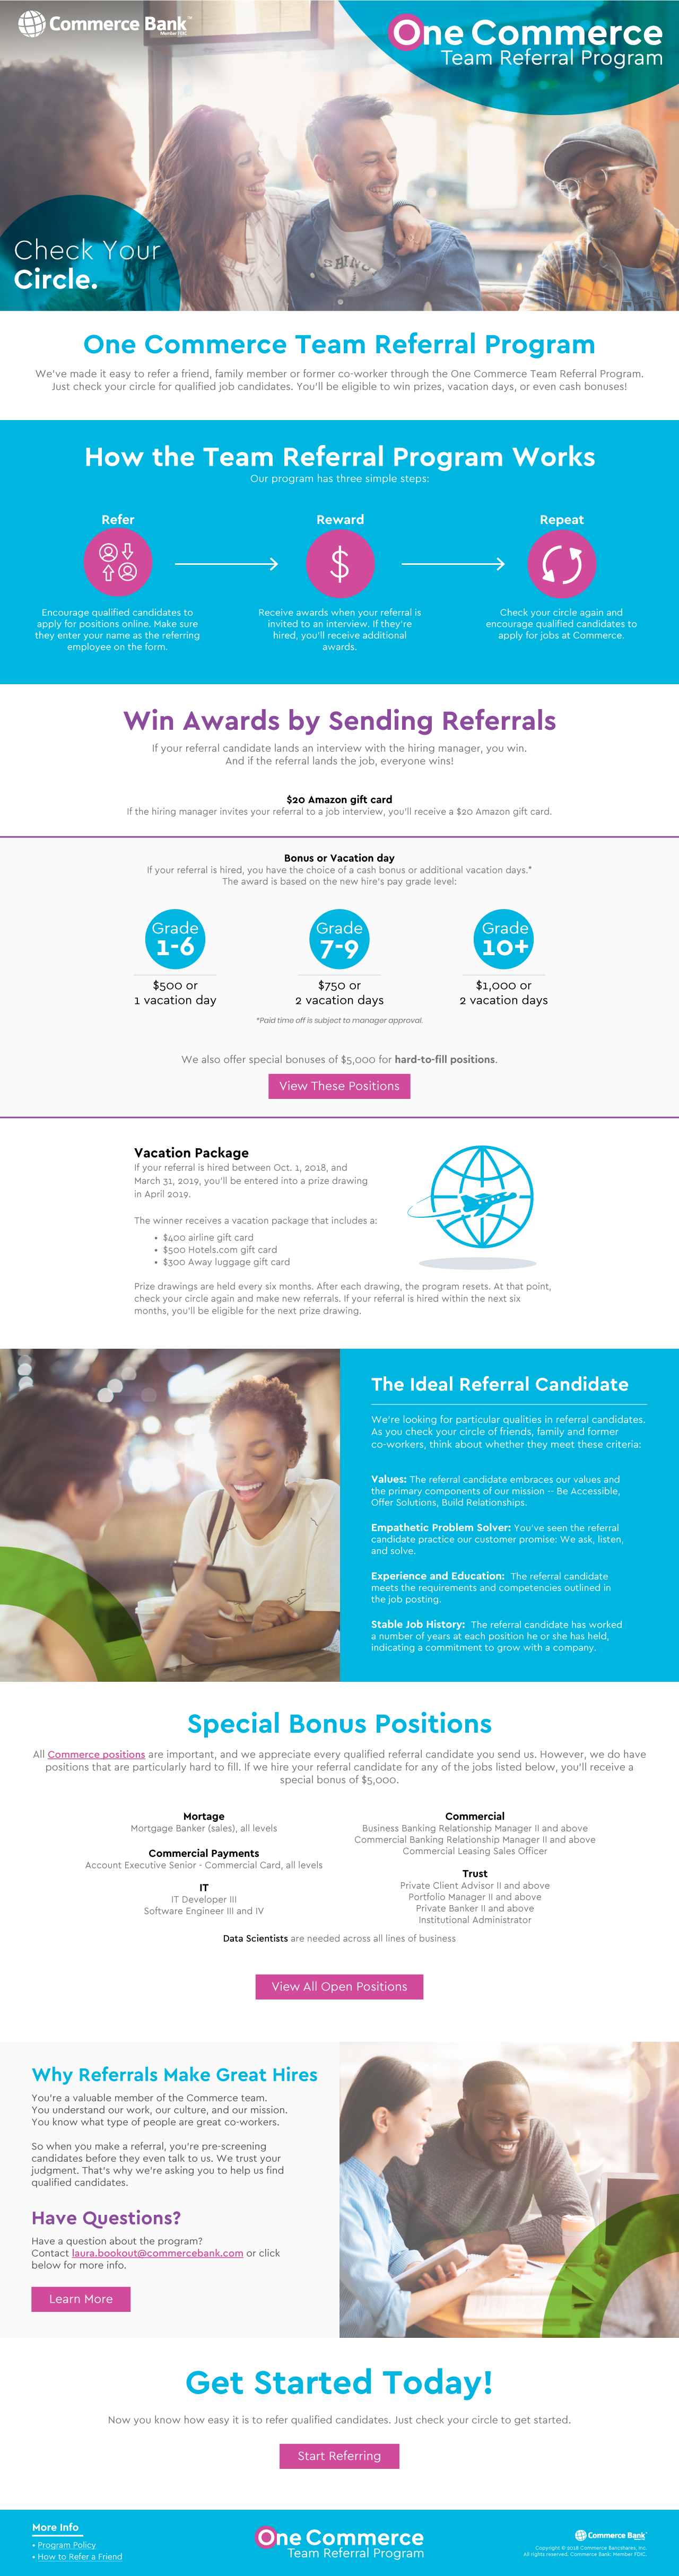 Commerce Bank
Member FDIC
One Commerce
Team Referral Program
Check Your
Circle.
One Commerce Team Referral Program
We've made it easy to refer a friend, family member or former co-worker through the One Commerce Team Referral Program.
Just check your circle for qualified job candidates. You'll be eligible to win prizes, vacation days, or even cash bonuses!
How the Team Referral Program Works
Our program has three simple steps:
Refer
Encourage qualified candidates to
apply for positions online. Make sure
they enter your name as the referring
employee on the form.
Reward
$
Receive awards when your referral is
invited to an interview. If they're
hired, you'll receive additional
awards.
Repeat
Check your circle again and
encourage qualified candidates to
apply for jobs at Commerce.
Win Awards by Sending Referrals
If your referral candidate lands an interview with the hiring manager, you win.
And if the referral lands the job, everyone wins!
$20 Amazon gift card
If the hiring manager invites your referral to a job interview, you'll receive a $20 Amazon gift card.
Bonus or Vacation day
If your referral is hired, you have the choice of a cash bonus or additional vacation days.*
The award is based on the new hire's pay grade level:
Grade
1-6
$500 or
1 vacation day
Grade
7-9
$750 or
2 vacation days
Grade
10+
$1,000 or
2 vacation days
*Paid time off is subject to manager approval.
We also offer special bonuses of $5,000 for hard-to-fill positions.
View These Positions
Vacation Package
If your referral is hired between Oct. 1, 2018, and
March 31, 2019, you'll be entered into a prize drawing
in April 2019.
The winner receives a vacation package that includes a:
• $400 airline gift card
• $500 Hotels.com gift card
• $300 Away luggage gift card
Prize drawings are held every six months. After each drawing, the program resets. At that point,
check your circle again and make new referrals. If your referral is hired within the next six
months, you'll be eligible for the next prize drawing.
The Ideal Referral Candidate
We're looking for particular qualities in referral candidates.
As you check your circle of friends, family and former
co-workers, think about whether they meet these criteria:
Values: The referral candidate embraces our values and
the primary components of our mission -- Be Accessible,
Offer Solutions, Build Relationships.
Empathetic Problem Solver: You've seen the referral
candidate practice our customer promise: We ask, listen,
and solve.
Experience and Education: The referral candidate
meets the requirements and competencies outlined in
the job posting.
Stable Job History: The referral candidate has worked
a number of years at each position he or she has held,
indicating a commitment to grow with a company.
Special Bonus Positions
All Commerce positions are important, and we appreciate every qualified referral candidate you send us. However, we do have
positions that are particularly hard to fill. If we hire your referral candidate for any of the jobs listed below, you'll receive a
special bonus of $5,000.
Mortage
Mortgage Banker (sales), all levels
Commercial Payments
Account Executive Senior - Commercial Card, all levels
IT
IT Developer III
Software Engineer III and IV
Commercial
Business Banking Relationship Manager II and above
Commercial Banking Relationship Manager II and above
Commercial Leasing Sales Officer
Trust
Private Client Advisor II and above
Portfolio Manager II and above
Private Banker II and above
Institutional Administrator
Data Scientists are needed across all lines of business
View All Open Positions
Why Referrals Make Great Hires
You're a valuable member of the Commerce team.
You understand our work, our culture, and our mission.
You know what type of people are great co-workers.
So when you make a referral, you're pre-screening
candidates before they even talk to us. We trust your
judgment. That's why we're asking you to help us find
qualified candidates.
Have Questions?
Have a question about the program?
Contact laura.bookout@commercebank.com or click
below for more info.
Learn More
Get Started Today!
Now you know how easy it is to refer qualified candidates. Just check your circle to get started.
Start Referring
More Info
• Program Policy
• How to Refer a Friend
One Commerce
Team Referral Program
Commerce Bank
Copyright © 2018 Commerce Bancshares, Inc.
All rights reserved. Commerce Bank: Member FDIC.